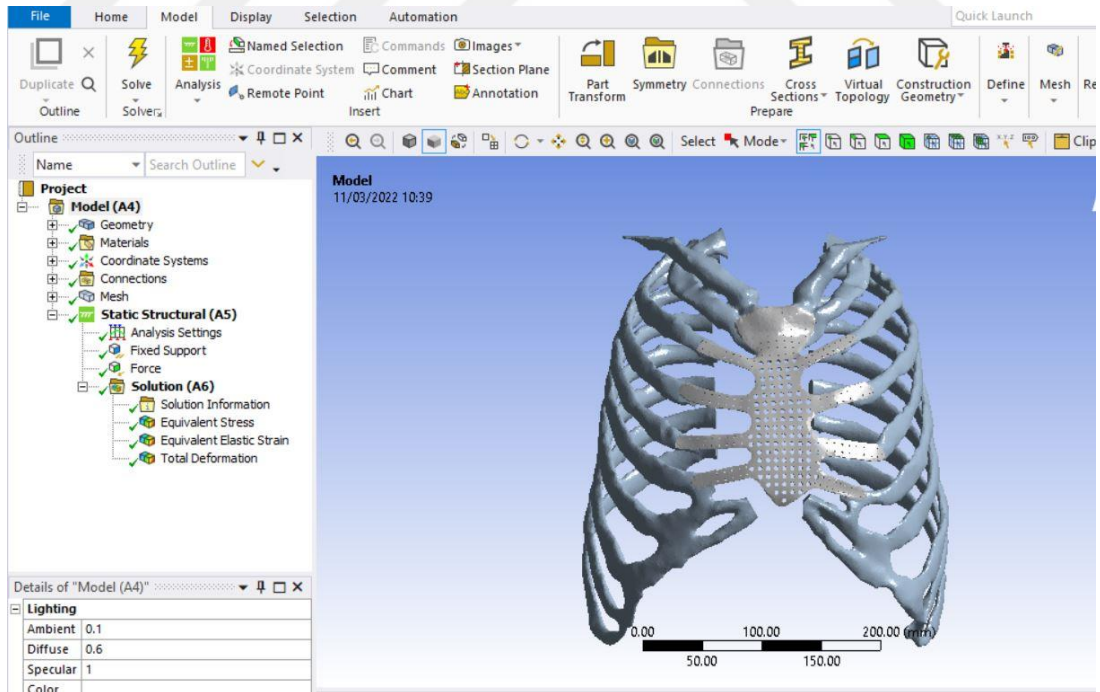 File Home Model Display Selection Automation Quick Launch
Duplicate Solve Analysis Named Selection Commands Images
Coordinate System Comment Section Plane
Remote Point Chart Annotation
Part Transform Symmetry Connections Cross Sections Virtual Topology Construction Geometry Define Mesh Re
Outline Solver Insert Prepare
Outline
Name Search Outline
Select Mode Clip
Project
Model (A4)
Geometry
Materials
Coordinate Systems
Connections
Mesh
Static Structural (A5)
Analysis Settings
Fixed Support
Force
Solution (A6)
Solution Information
Equivalent Stress
Equivalent Elastic Strain
Total Deformation
Model
11/03/2022 10:39
0.00 100.00 200.00 (mm)
50.00 150.00
Details of "Model (A4)"
Lighting
Ambient 0.1
Diffuse 0.6
Specular 1
Color